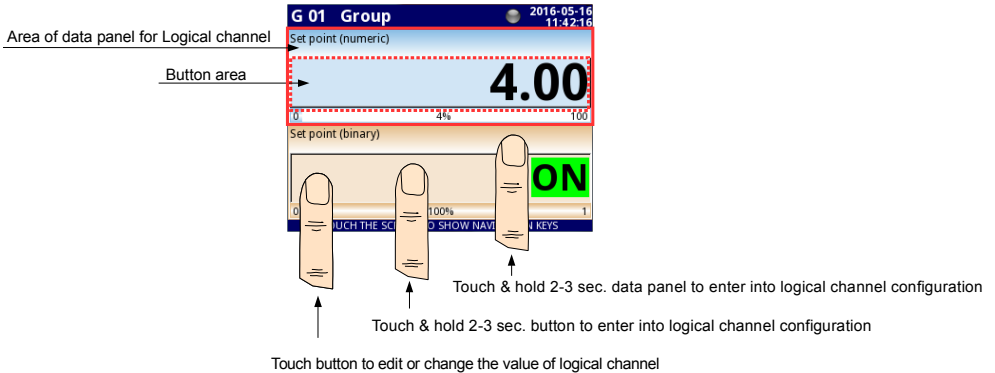 G 01 Group
2016-05-16
11:42:16
Area of data panel for Logical channel
Set point (numeric)
Button area
4.00
0 4% 100
Set point (binary)
ON
0 100% 1
THE SHOW KEYS
Touch & hold 2-3 sec. data panel to enter into logical channel configuration
Touch & hold 2-3 sec. button to enter into logical channel configuration
Touch button to edit or change the value of logical channel